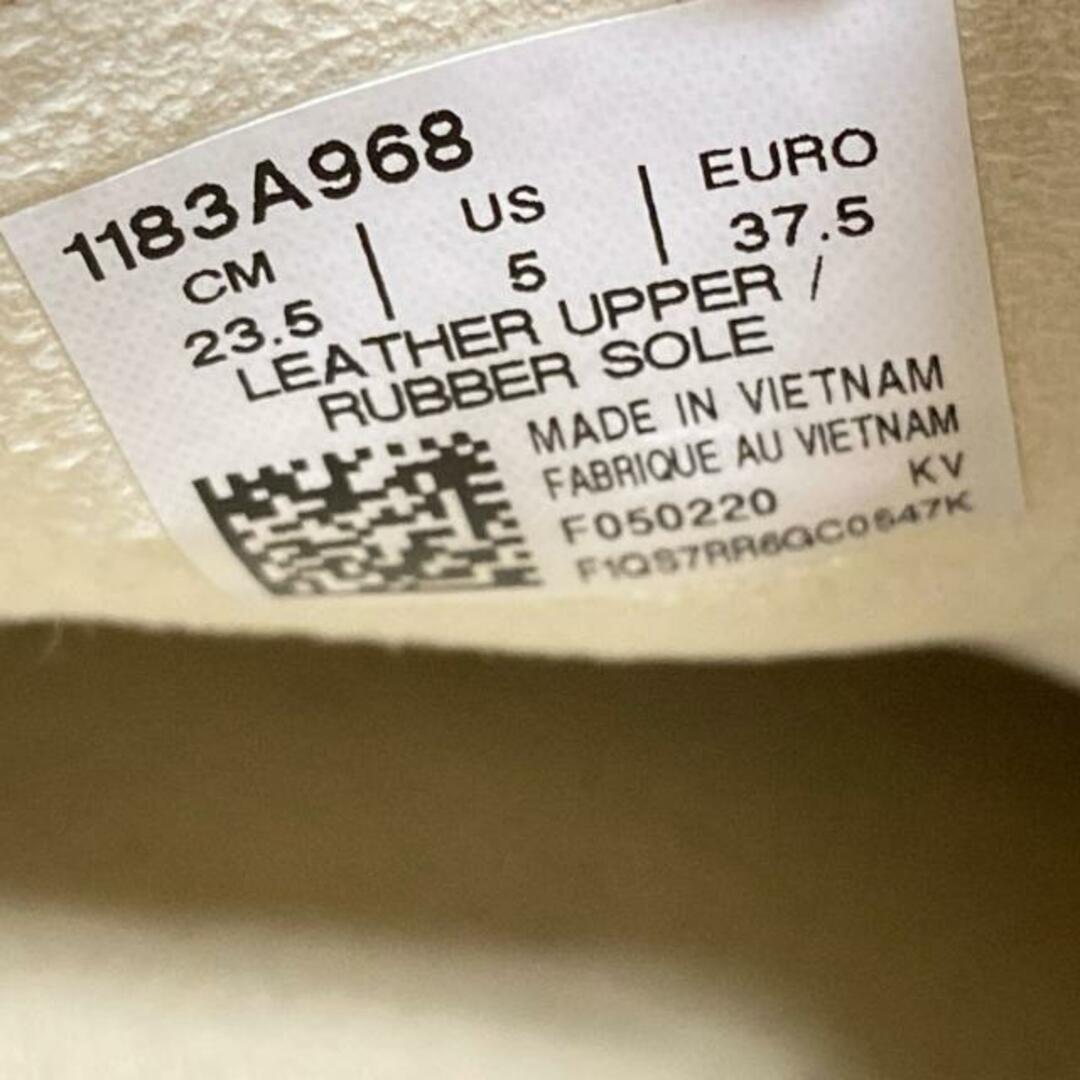 1183A968
CM | US | EURO
23.5 5 37.5
LEATHER UPPER /
RUBBER SOLE
MADE IN VIETNAM
FABRIQUE AU VIETNAM
F050220 KV